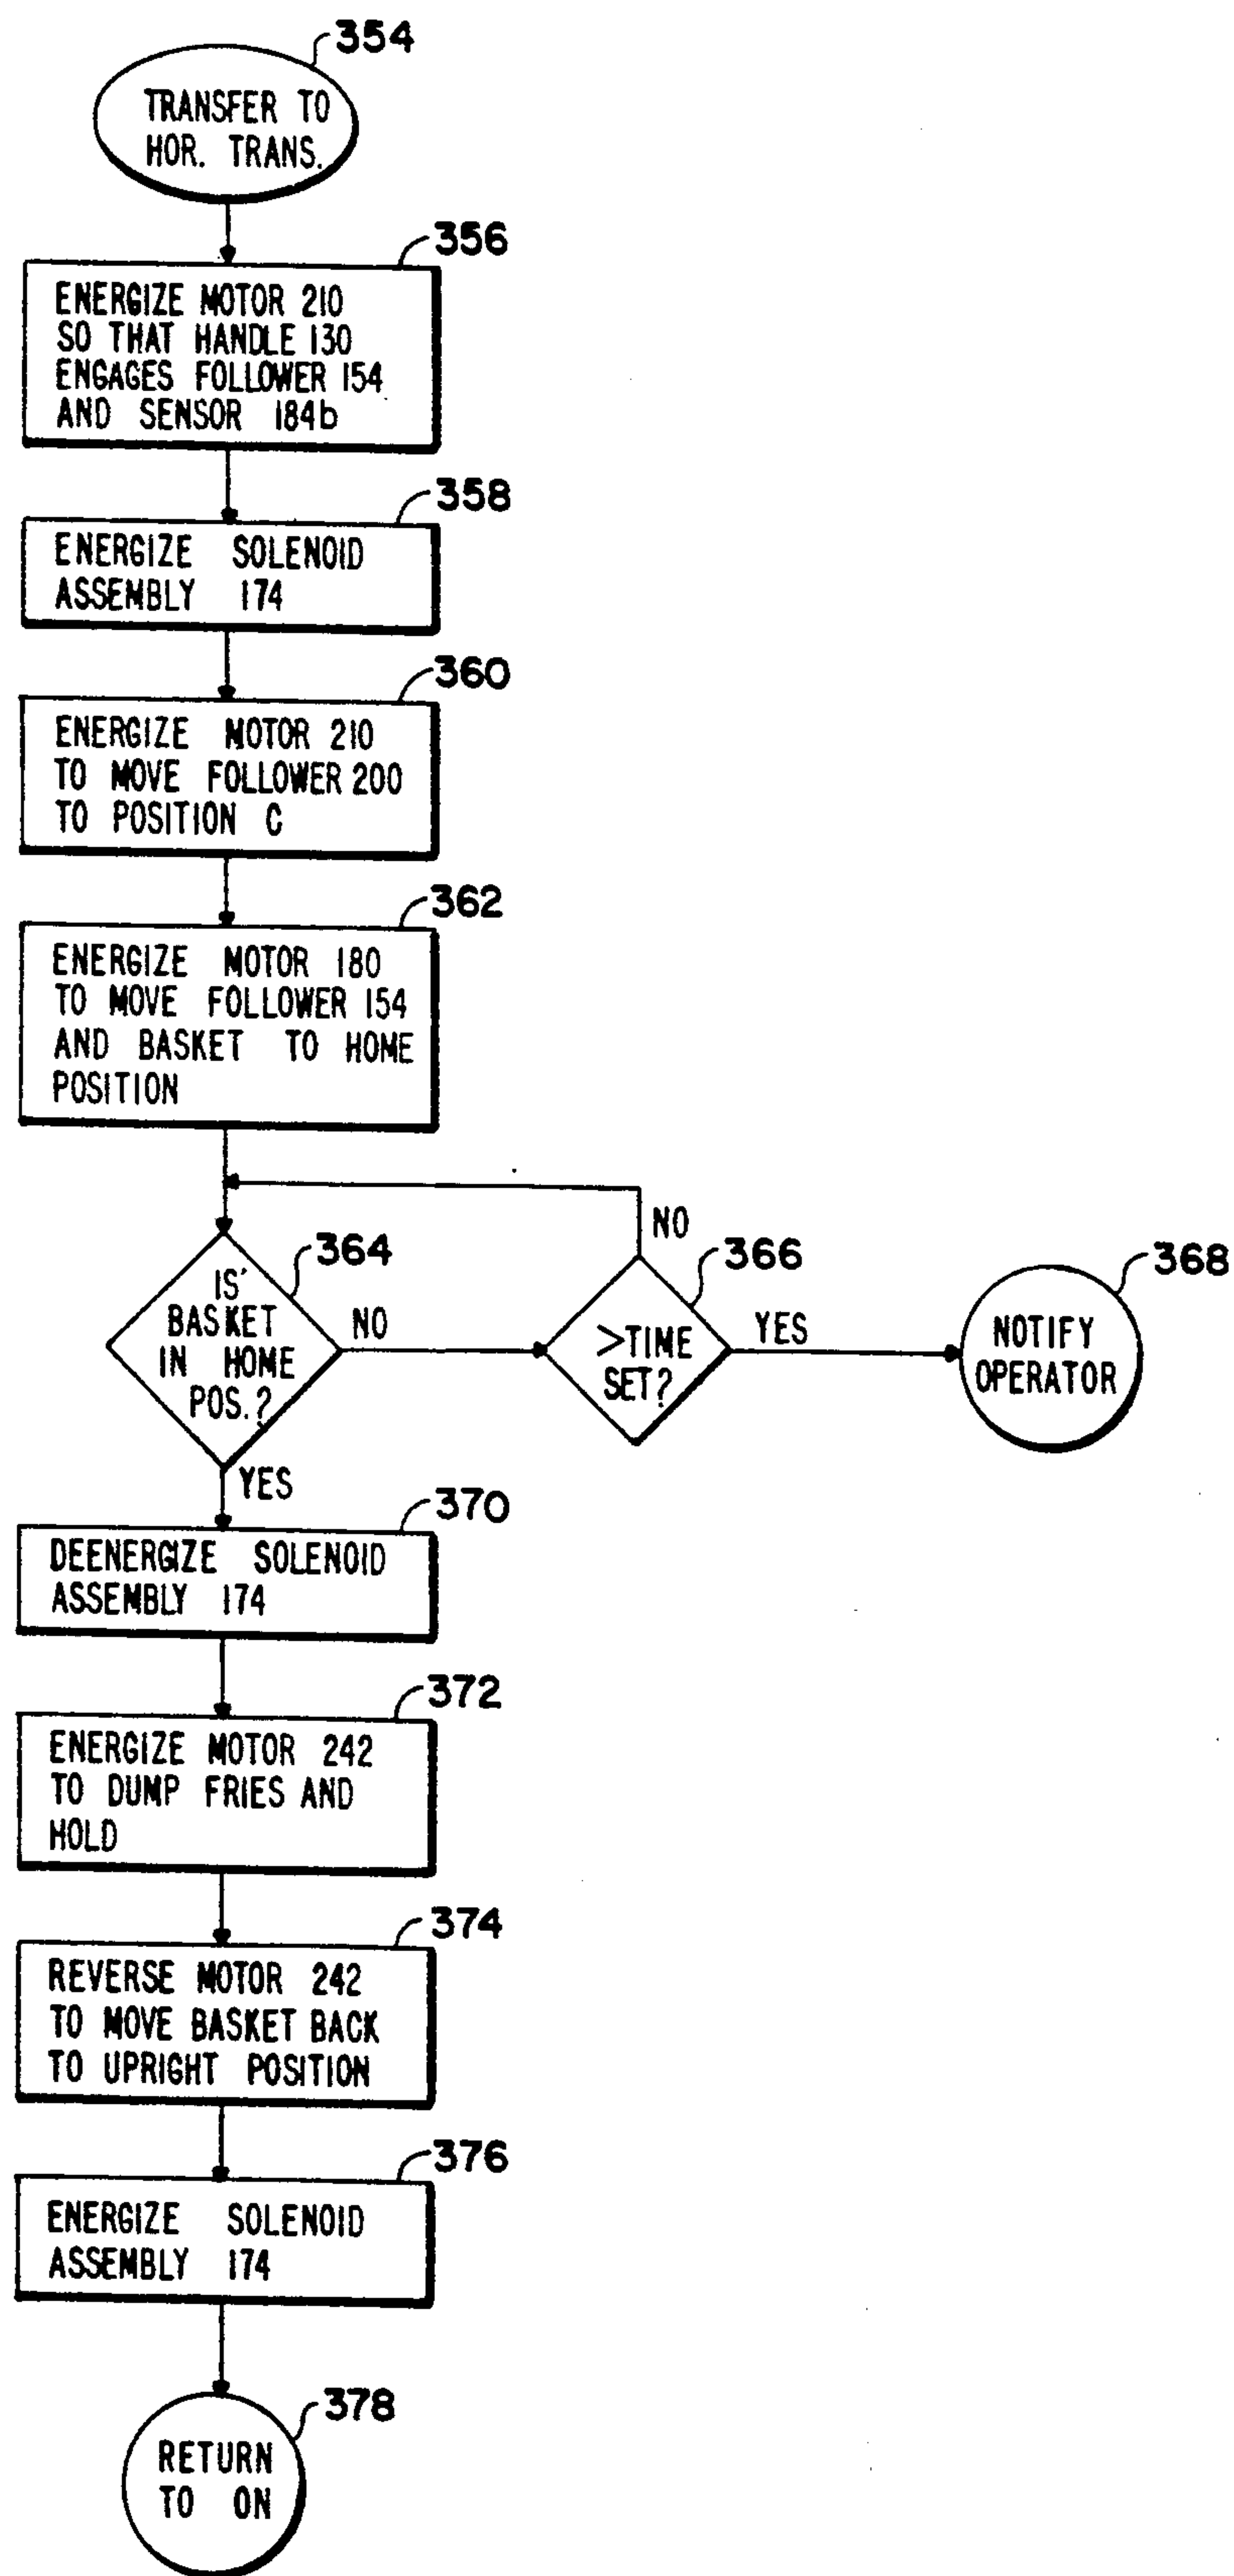 354
TRANSFER TO
HOR. TRANS.
356
ENERGIZE MOTOR 210
SO THAT HANDLE 130
ENGAGES FOLLOWER 154
AND SENSOR 184b
358
ENERGIZE SOLENOID
ASSEMBLY 174
360
ENERGIZE MOTOR 210
TO MOVE FOLLOWER 200
TO POSITION C
362
ENERGIZE MOTOR 180
TO MOVE FOLLOWER 154
AND BASKET TO HOME
POSITION
364
IS
BASKET
IN HOME
POS.?
NO
366
>TIME
SET?
NO
YES
368
NOTIFY
OPERATOR
YES
370
DEENERGIZE SOLENOID
ASSEMBLY 174
372
ENERGIZE MOTOR 242
TO DUMP FRIES AND
HOLD
374
REVERSE MOTOR 242
TO MOVE BASKET BACK
TO UPRIGHT POSITION
376
ENERGIZE SOLENOID
ASSEMBLY 174
378
RETURN
TO ON